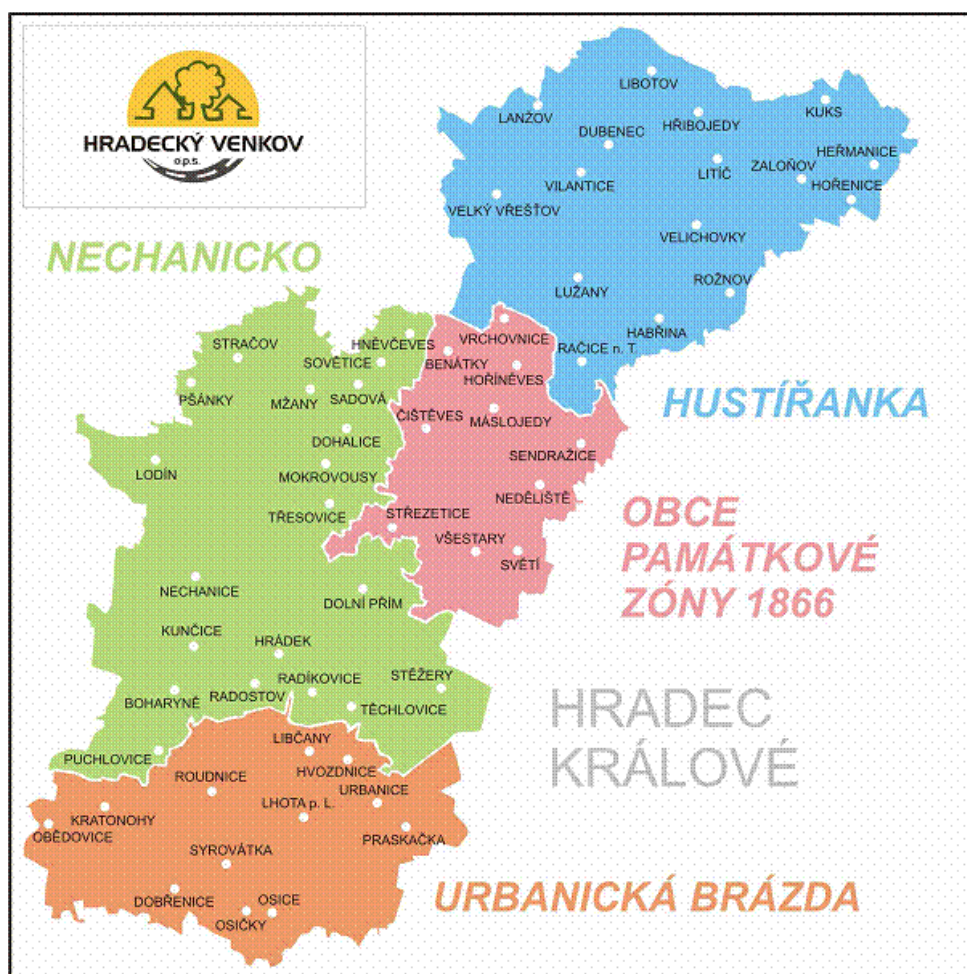 HRADECKÝ VENKOV
o.p.s.
LIBOTOV
LANŽOV
KUKS
HŘIBOJEDY
DUBENEC
HEŘMANICE
ZALOŇOV
LITÍČ
VILANTICE
HOŘENICE
VELKÝ VŘEŠŤOV
VELICHOVKY
LUŽANY
ROŽNOV
HABŘINA
RAČICE n. T.
HUSTÍŘANKA
NECHANICKO
STRAČOV
HNĚVČEVES
SOVĚTICE
PŠÁNKY
MŽANY
SADOVÁ
DOHALICE
LODÍN
MOKROVOUSY
TŘESOVICE
NECHANICE
DOLNÍ PŘÍM
KUNČICE
HRÁDEK
RADÍKOVICE
STĚŽERY
BOHARYNĚ
RADOSTOV
TĚCHLOVICE
PUCHLOVICE
VRCHOVNICE
BENÁTKY
HOŘÍNĚVES
ČIŠTĚVES
MÁSLOJEDY
SENDRAŽICE
NEDĚLIŠTĚ
STŘEZETICE
VŠESTARY
SVĚTÍ
OBCE
PAMÁTKOVÉ
ZÓNY 1866
HRADEC
KRÁLOVÉ
LIBČANY
HVOZDNICE
ROUDNICE
URBANICE
LHOTA p. L.
KRATONOHY
OBĚDOVICE
PRASKAČKA
SYROVÁTKA
DOBŘENICE
OSICE
OSIČKY
URBANICKÁ BRÁZDA